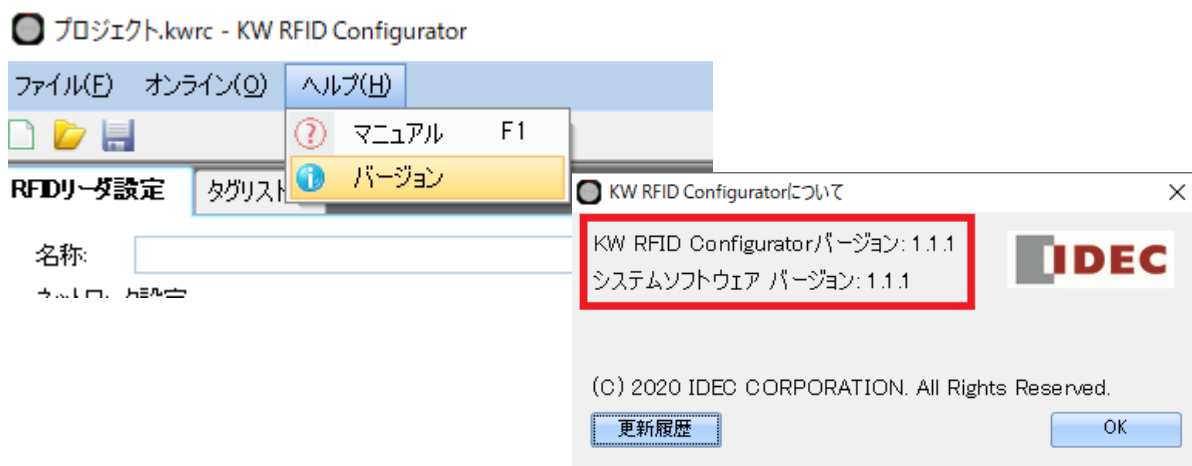 プロジェクト.kwrc - KW RFID Configurator
ファイル(F) オンライン(O) ヘルプ(H)
マニュアル F1
バージョン
RFIDリーダ設定 タグリスト
名称:
KW RFID Configuratorについて
KW RFID Configuratorバージョン: 1.1.1
システムソフトウェア バージョン: 1.1.1
IDEC
(C) 2020 IDEC CORPORATION. All Rights Reserved.
更新履歴 OK